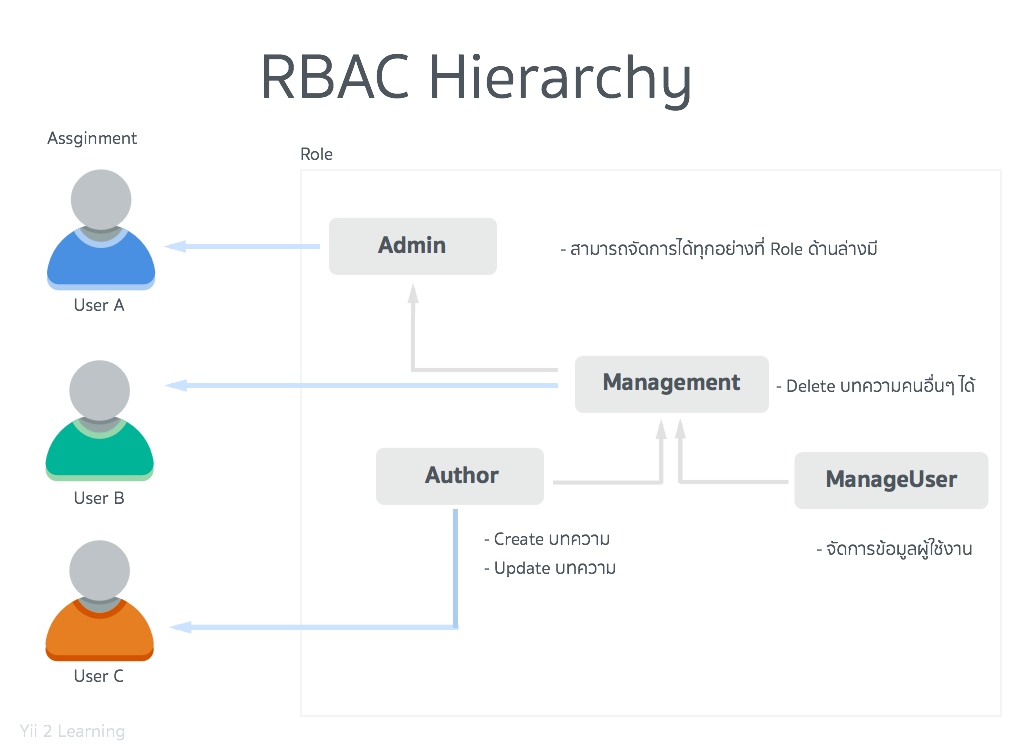 RBAC Hierarchy
Assginment
Role
Admin
- สามารถจัดการได้ทุกอย่างที่ Role ด้านล่างมี
User A
Management
- Delete บทความคนอื่นๆ ได้
Author
ManageUser
User B
- Create บทความ
- Update บทความ
- จัดการข้อมูลผู้ใช้งาน
User C
Yii 2 Learning